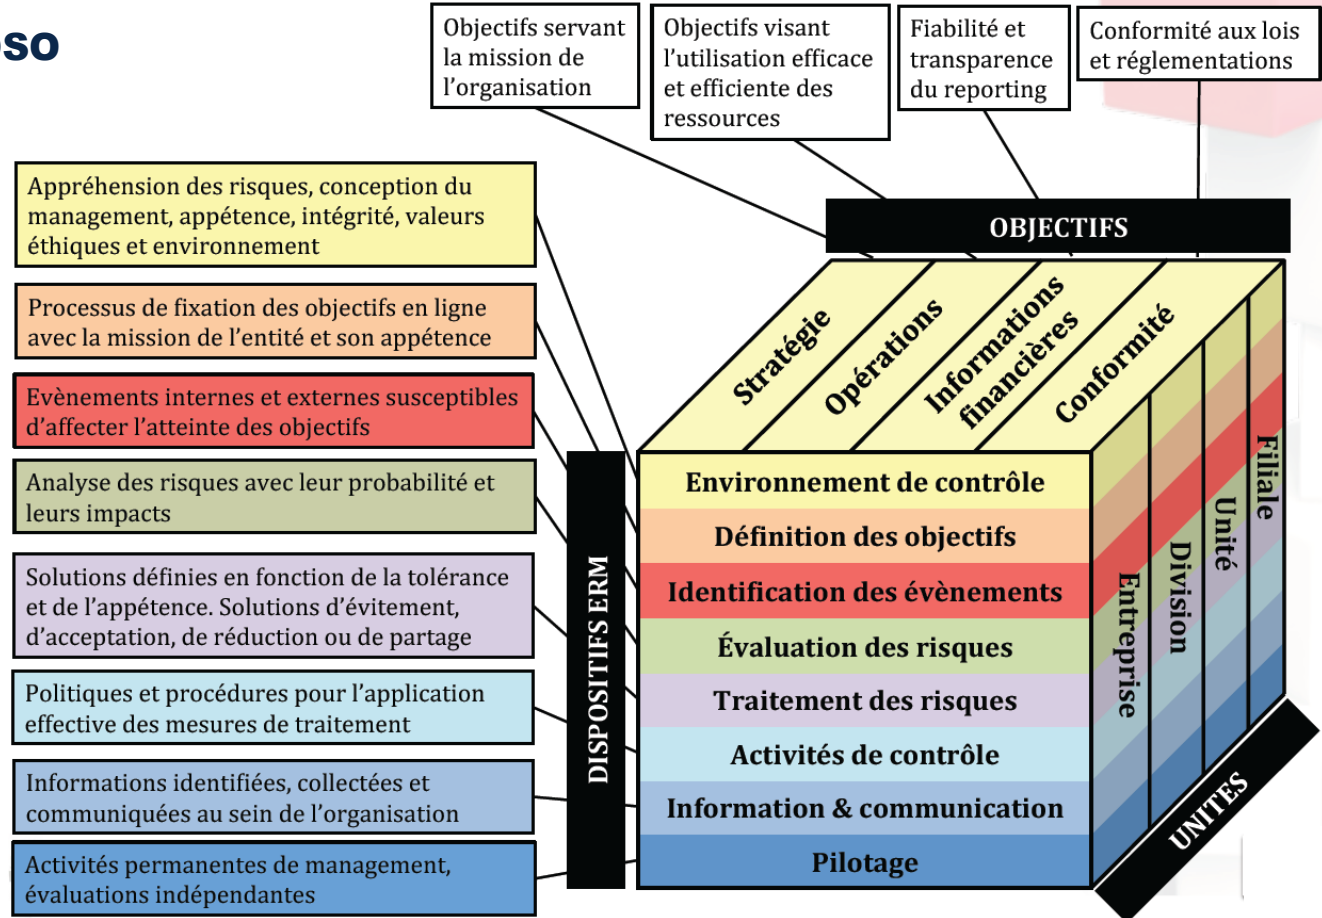 oso
Objectifs servant
la mission de
l'organisation
Objectifs visant
l'utilisation efficace
et efficiente des
ressources
Fiabilité et
transparence
du reporting
Conformité aux lois
et réglementations
OBJECTIFS
Stratégie
Opérations
Informations
financières
Conformité
Appréhension des risques, conception du
management, appétence, intégrité, valeurs
éthiques et environnement
Processus de fixation des objectifs en ligne
avec la mission de l'entité et son appétence
Evènements internes et externes susceptibles
d'affecter l'atteinte des objectifs
Analyse des risques avec leur probabilité et
leurs impacts
Solutions définies en fonction de la tolérance
et de l'appétence. Solutions d'évitement,
d'acceptation, de réduction ou de partage
Politiques et procédures pour l'application
effective des mesures de traitement
Informations identifiées, collectées et
communiquées au sein de l'organisation
Activités permanentes de management,
évaluations indépendantes
DISPOSITIFS ERM
Environnement de contrôle
Définition des objectifs
Identification des évènements
Évaluation des risques
Traitement des risques
Activités de contrôle
Information & communication
Pilotage
Entreprise
Division
Unité
Filiale
UNITES